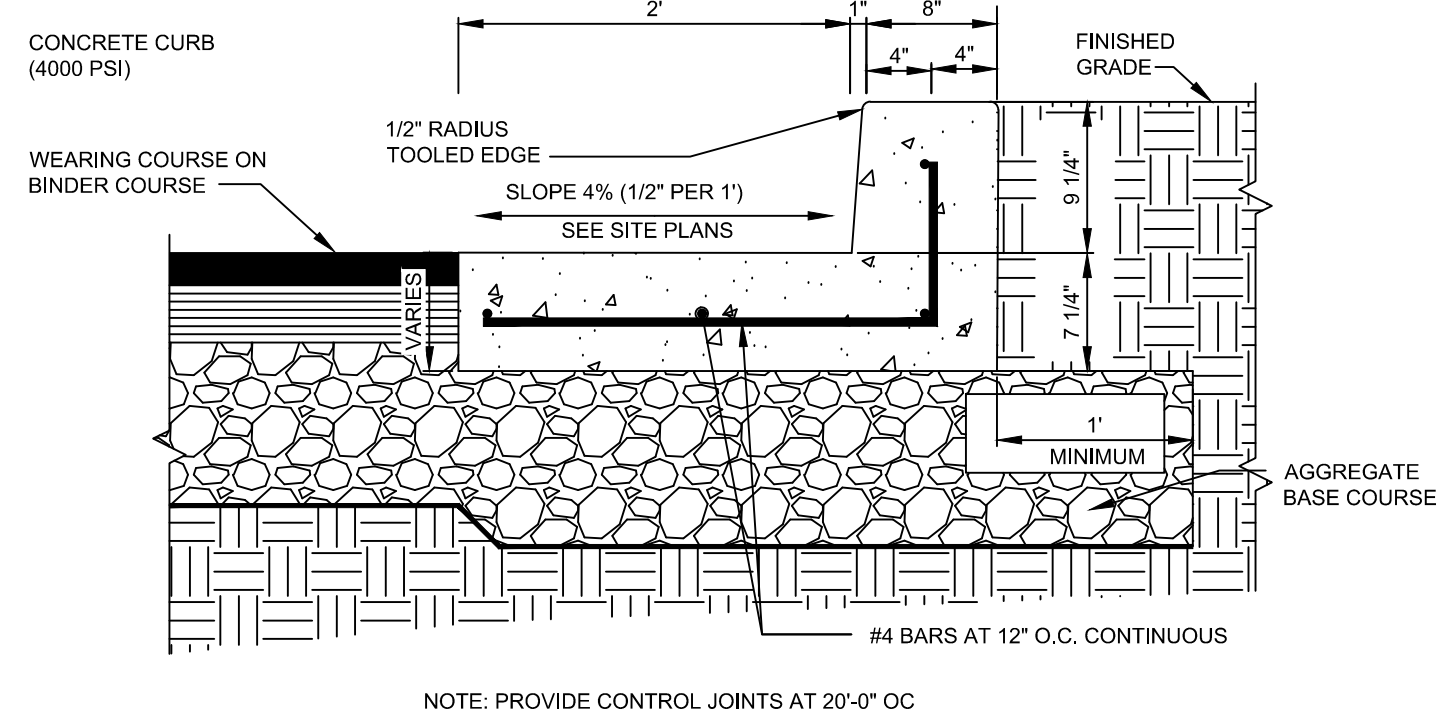 2'
1"
8"
4"
4"
CONCRETE CURB
(4000 PSI)
FINISHED
GRADE
1/2" RADIUS
TOOLED EDGE
WEARING COURSE ON
BINDER COURSE
SLOPE 4% (1/2" PER 1')
SEE SITE PLANS
9 1/4"
VARIES
7 1/4"
1'
MINIMUM
AGGREGATE
BASE COURSE
#4 BARS AT 12" O.C. CONTINUOUS
NOTE: PROVIDE CONTROL JOINTS AT 20'-0" OC